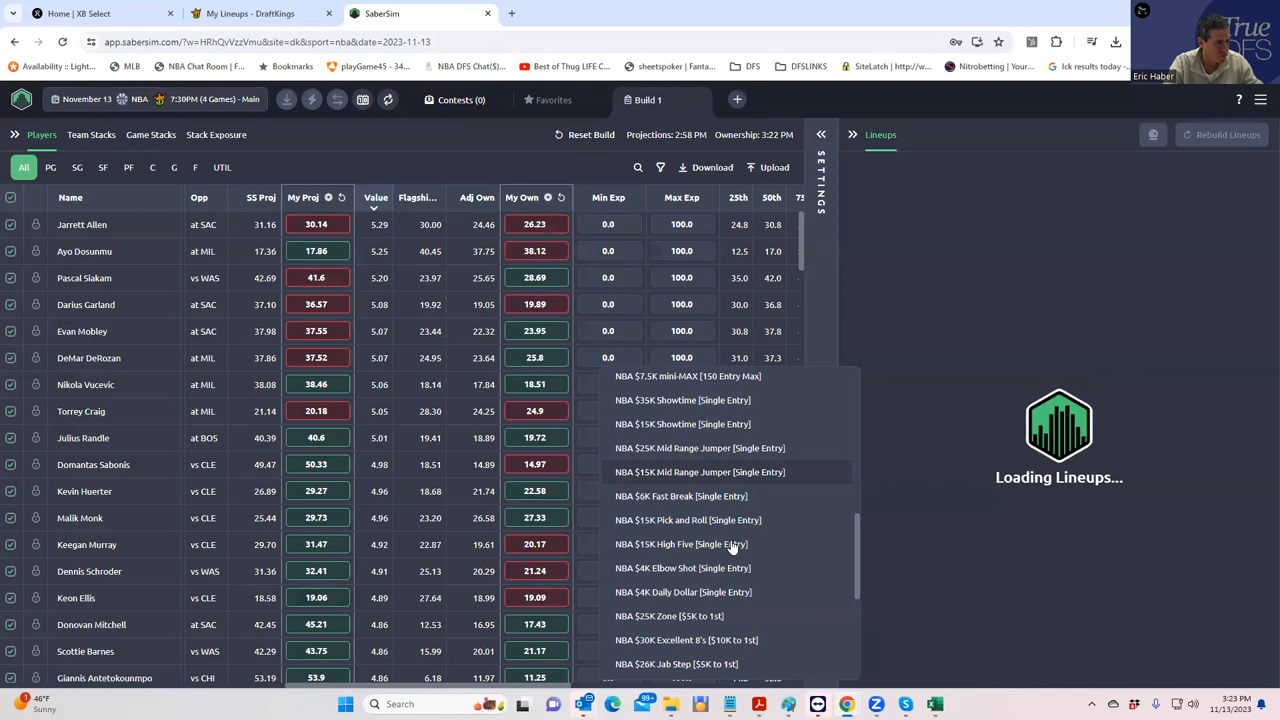 Home | XB Select
My Lineups - DraftKings
SaberSim
app.sabersim.com/?w=HRhQvVzzVmu&site=dk&sport=nba&date=2023-11-13
Availability :: Light...
MLB
NBA Chat Room / F...
playGame45 - 34...
Best of Thug LIFE C...
sheetspoker | Fanta...
DFS
DFSLINKS
SiteLatch | http://w...
Nitrobetting | Your...
lck results today -...
True
DFS
Eric Haber
November 13
NBA
7:30PM (4 Games) - Main
Contests (0)
Favorites
Build 1
+
?
Players
Team Stacks
Game Stacks
Stack Exposure
Reset Build
Projections: 2:58 PM
Ownership: 3:22 PM
Lineups
Rebuild Lineups
SETTINGS
All
PG
SG
SF
PF
C
G
F
UTIL
Download
Upload
Name Opp SS Proj My Proj Value Flagshi... Adj Own My Own Min Exp Max Exp 25th 50th 75
Jarrett Allen at SAC 31.16 30.14 5.29 30.00 24.46 26.23 0.0 100.0 24.8 30.8
Ayo Dosunmu at MIL 17.36 17.86 5.25 40.45 37.75 38.12 0.0 100.0 12.5 17.0
Pascal Siakam vs WAS 42.69 41.6 5.20 23.97 25.65 28.69 0.0 100.0 35.0 42.0
Darius Garland at SAC 37.10 36.57 5.08 19.92 19.05 19.89 0.0 100.0 30.0 36.8
Evan Mobley at SAC 37.98 37.55 5.07 23.44 22.32 23.95 0.0 100.0 30.8 37.8
DeMar DeRozan at MIL 37.86 37.52 5.07 24.95 23.64 25.8 0.0 100.0 31.0 37.3
Nikola Vucevic at MIL 38.08 38.46 5.06 18.14 17.84 18.51
Torrey Craig at MIL 21.14 20.18 5.05 28.30 24.25 24.9
Julius Randle at BOS 40.39 40.6 5.01 19.41 18.89 19.72
Domantas Sabonis vs CLE 49.47 50.33 4.98 18.51 14.89 14.97
Kevin Huerter vs CLE 26.89 29.27 4.96 18.68 21.74 22.58
Malik Monk vs CLE 25.44 29.73 4.96 23.20 26.58 27.33
Keegan Murray vs CLE 29.70 31.47 4.92 22.87 19.61 20.17
Dennis Schroder vs WAS 32.36 32.41 4.91 25.13 20.29 21.24
Keon Ellis vs CLE 18.58 19.06 4.89 27.64 18.99 19.09
Donovan Mitchell at SAC 42.45 45.21 4.86 12.53 15.96 17.43
Scottie Barnes vs WAS 42.29 43.75 4.86 15.99 20.01 21.17
Giannis Antetokounmpo vs CHI 53.19 53.9 4.86 6.18 11.97 11.25
NBA $7.5K mini-MAX [150 Entry Max]
NBA $35K Showtime [Single Entry]
NBA $15K Showtime [Single Entry]
NBA $25K Mid Range Jumper [Single Entry]
NBA $15K Mid Range Jumper [Single Entry]
NBA $6K Fast Break [Single Entry]
NBA $15K Pick and Roll [Single Entry]
NBA $15K High Five [Single Entry]
NBA $4K Elbow Shot [Single Entry]
NBA $4K Daily Dollar [Single Entry]
NBA $25K Zone [$5K to 1st]
NBA $30K Excellent 8's [$10K to 1st]
NBA $26K Jab Step [$5K to 1st]
Loading Lineups...
46°F
Sunny
Search
99+
3:23 PM
11/13/2023